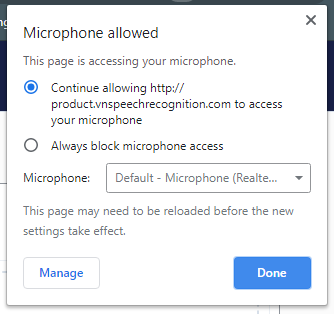 Microphone allowed
This page is accessing your microphone.
Continue allowing http://
product.vnspeechrecognition.com to access
your microphone
Always block microphone access
Microphone: Default - Microphone (Realte...
This page may need to be reloaded before the new
settings take effect.
Manage Done